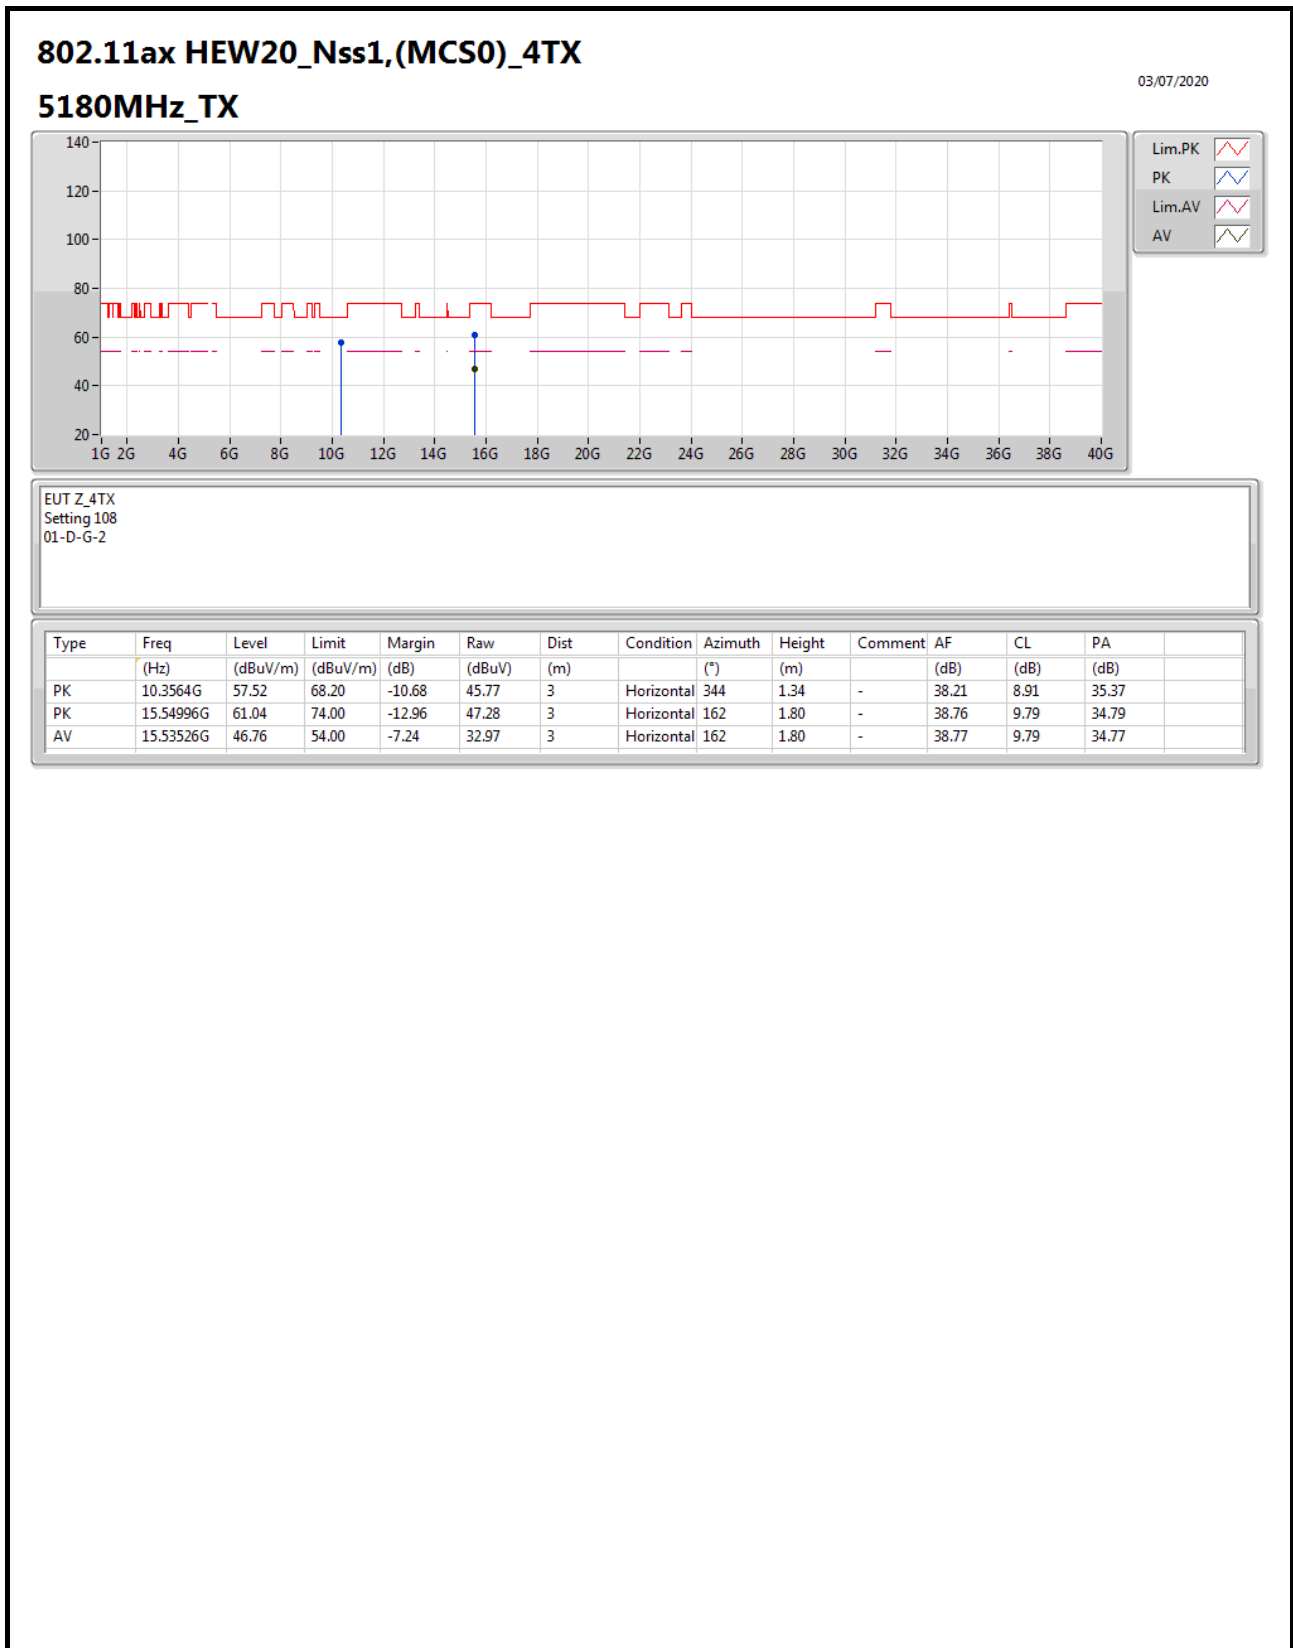 802.11ax HEW20_Nss1,(MCS0)_4TX
03/07/2020
5180MHz_TX
140
120
100
80
60
40
20
1G 2G 4G 6G 8G 10G 12G 14G 16G 18G 20G 22G 24G 26G 28G 30G 32G 34G 36G 38G 40G
Lim.PK
PK
Lim.AV
AV
EUT Z_4TX
Setting 108
01-D-G-2
Type Freq Level Limit Margin Raw Dist Condition Azimuth Height Comment AF CL PA
(Hz) (dBuV/m) (dBuV/m) (dB) (dBuV) (m) (°) (m) (dB) (dB) (dB)
PK 10.3564G 57.52 68.20 -10.68 45.77 3 Horizontal 344 1.34 - 38.21 8.91 35.37
PK 15.54996G 61.04 74.00 -12.96 47.28 3 Horizontal 162 1.80 - 38.76 9.79 34.79
AV 15.53526G 46.76 54.00 -7.24 32.97 3 Horizontal 162 1.80 - 38.77 9.79 34.77